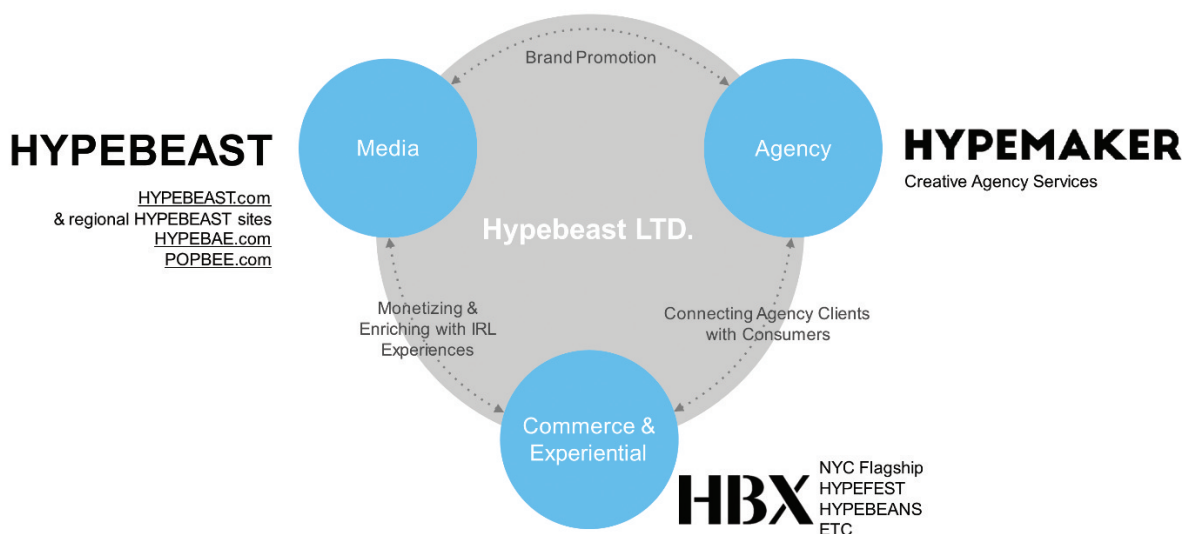 Brand Promotion
HYPEBEAST
HYPEBEAST.com
& regional HYPEBEAST sites
HYPEBAE.com
POPBEE.com
Media
Agency
HYPEMAKER
Creative Agency Services
Hypebeast LTD.
Monetizing &
Enriching with IRL
Experiences
Connecting Agency Clients
with Consumers
Commerce &
Experiential
HBX
NYC Flagship
HYPEFEST
HYPEBEANS
ETC